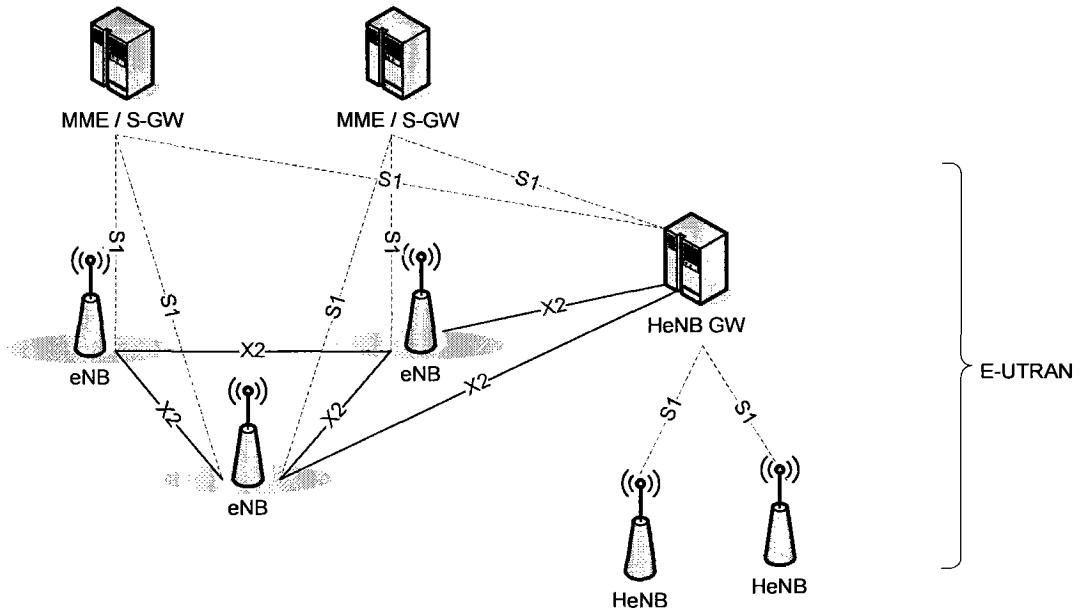 MME / S-GW
MME / S-GW
S1
S1
S1
S1
S1
S1
X2
HeNB GW
X2
eNB
eNB
X2
E-UTRAN
X2
X2
S1
S1
eNB
HeNB
HeNB